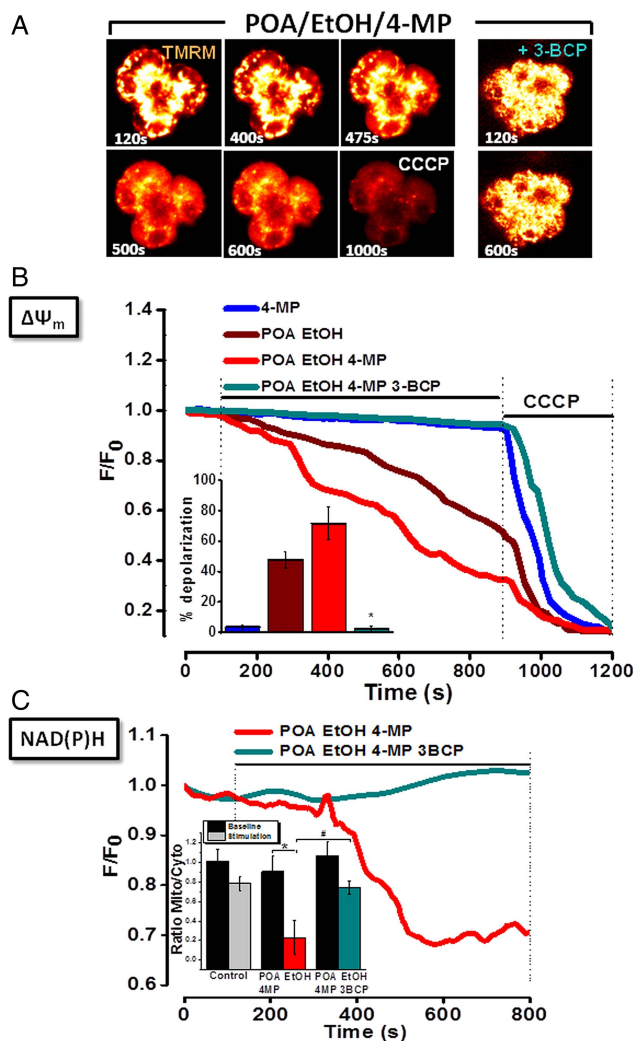 A
POA/EtOH/4-MP
TMRM
120s
400s
475s
+ 3-BCP
120s
500s
600s
CCCP
1000s
600s
B
ΔΨm
4-MP
POA EtOH
POA EtOH 4-MP
POA EtOH 4-MP 3-BCP
CCCP
1.4
1.2
1.0
0.8
0.6
0.4
0.2
F/F0
% depolarization
100
80
60
40
20
0
*
0 200 400 600 800 1000 1200
Time (s)
C
NAD(P)H
POA EtOH 4-MP
POA EtOH 4-MP 3BCP
1.1
1.0
0.9
0.8
0.7
0.6
F/F0
Baseline
Stimulation
Ratio Mito/Cyto
1.2
1.0
0.8
0.6
0.4
0.2
0.0
* #
Control
POA EtOH
4MP
POA EtOH
4MP 3BCP
0 200 400 600 800
Time (s)